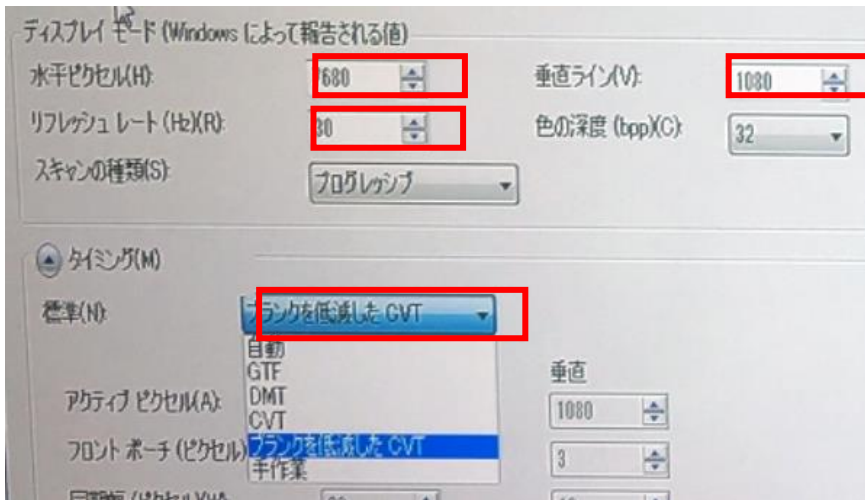 ディスプレイ モード (Windows によって報告される値)
水平ピクセル(H): 7680 垂直ライン(V): 1080
リフレッシュ レート (Hz)(R): 30 色の深度 (bpp)(C): 32
スキャンの種類(S): プログレッシブ
タイミング(M)
標準(N): ブランクを低減した CVT
自動
GTF
垂直
DMT
アクティブ ピクセル(A): 1080
CVT
ブランクを低減した CVT
フロント ポーチ (ピクセル) 3
手作業